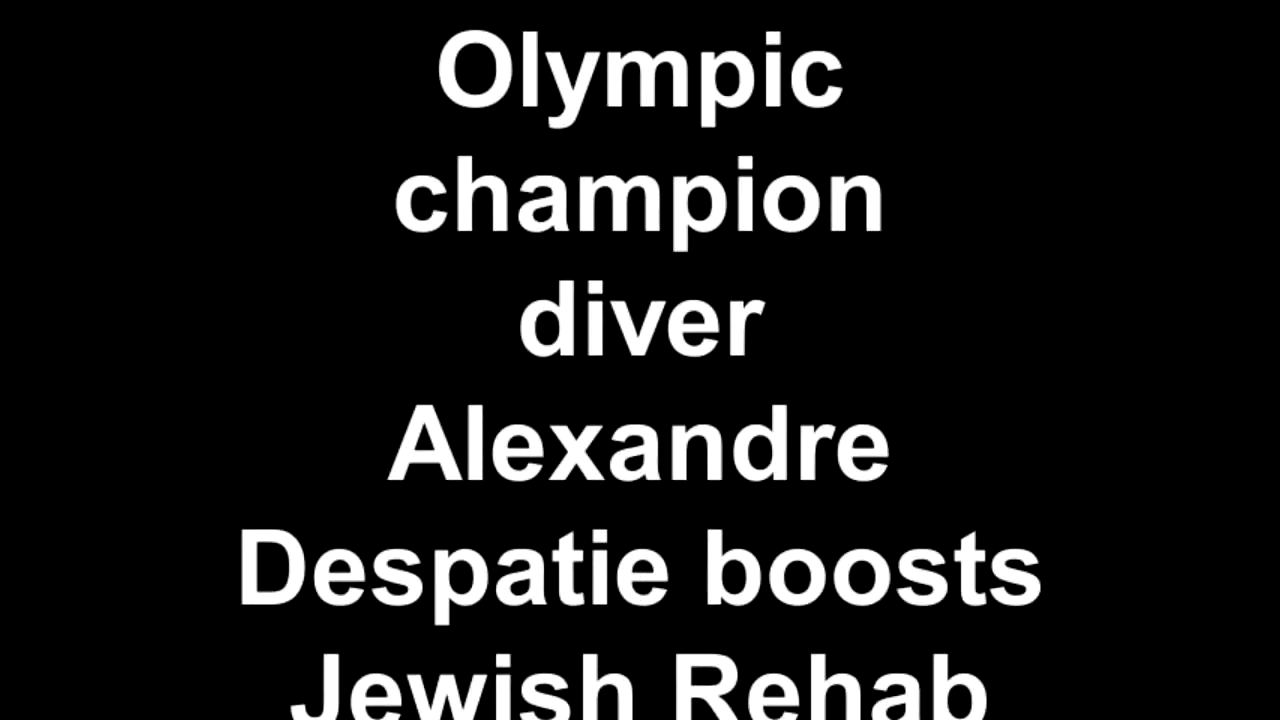 Olympic
champion
diver
Alexandre
Despatie boosts
Jewish Rehab